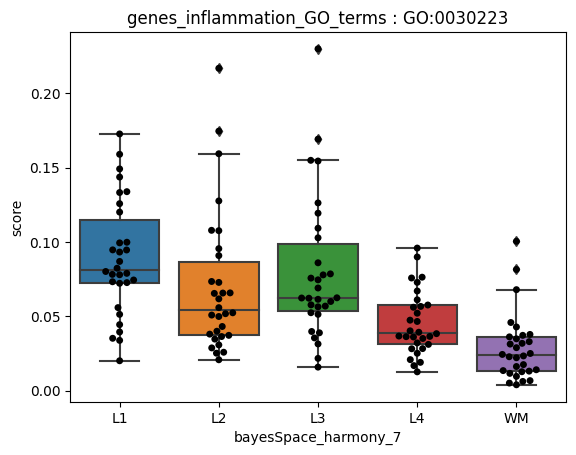 genes_inflammation_GO_terms : GO:0030223
score
0.20
0.15
0.10
0.05
0.00
L1 L2 L3 L4 WM
bayesSpace_harmony_7